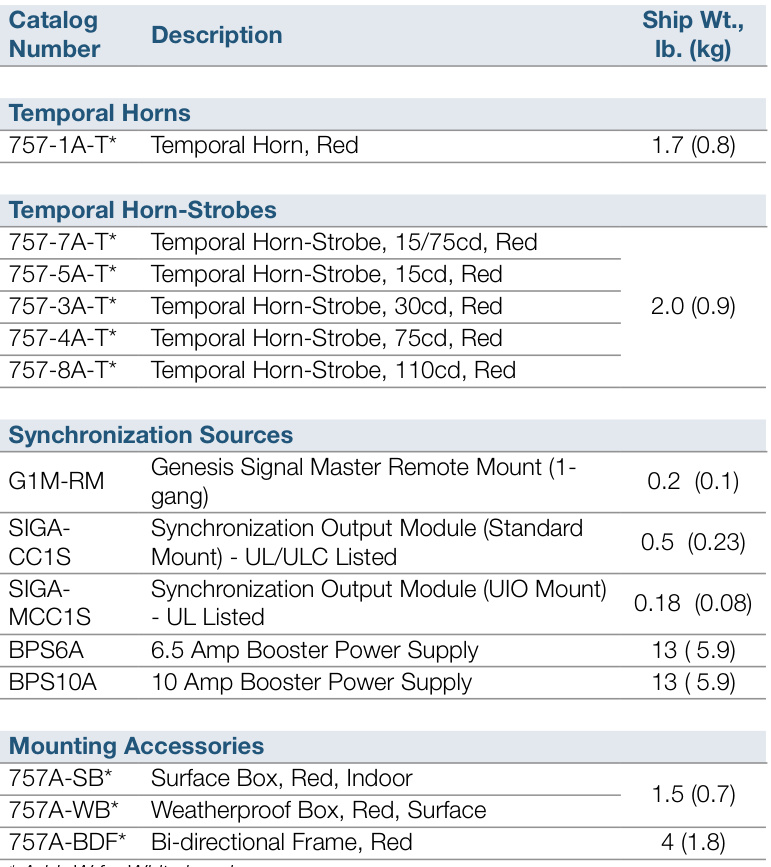 Catalog Number Description Ship Wt., lb. (kg)
Temporal Horns
757-1A-T* Temporal Horn, Red 1.7 (0.8)
Temporal Horn-Strobes
757-7A-T* Temporal Horn-Strobe, 15/75cd, Red
757-5A-T* Temporal Horn-Strobe, 15cd, Red
757-3A-T* Temporal Horn-Strobe, 30cd, Red 2.0 (0.9)
757-4A-T* Temporal Horn-Strobe, 75cd, Red
757-8A-T* Temporal Horn-Strobe, 110cd, Red
Synchronization Sources
G1M-RM Genesis Signal Master Remote Mount (1-
gang) 0.2 (0.1)
SIGA- Synchronization Output Module (Standard
CC1S Mount) - UL/ULC Listed 0.5 (0.23)
SIGA- Synchronization Output Module (UIO Mount)
MCC1S - UL Listed 0.18 (0.08)
BPS6A 6.5 Amp Booster Power Supply 13 ( 5.9)
BPS10A 10 Amp Booster Power Supply 13 ( 5.9)
Mounting Accessories
757A-SB* Surface Box, Red, Indoor 1.5 (0.7)
757A-WB* Weatherproof Box, Red, Surface
757A-BDF* Bi-directional Frame, Red 4 (1.8)